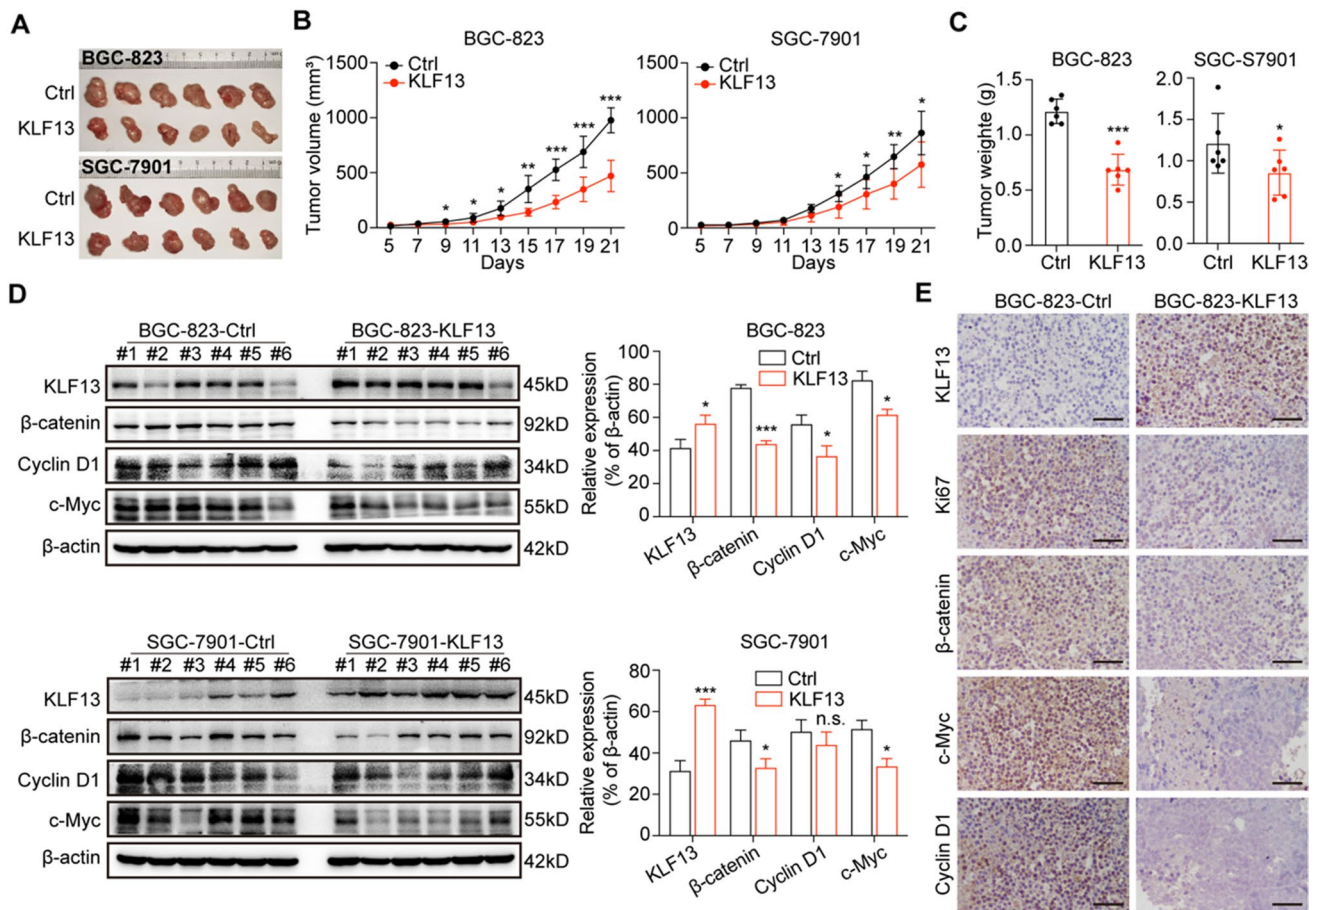 A
BGC-823
Ctrl
KLF13
SGC-7901
Ctrl
KLF13
B
BGC-823
Tumor volume (mm³)
1500
1000
500
0
Ctrl
KLF13
* * * ** *** *** ***
5 7 9 11 13 15 17 19 21
Days
SGC-7901
1500
1000
500
0
Ctrl
KLF13
* * ** *
5 7 9 11 13 15 17 19 21
Days
C
BGC-823
Tumor weighte (g)
1.5
1.0
0.5
0.0
***
Ctrl KLF13
SGC-S7901
2.0
1.5
1.0
0.5
0.0
*
Ctrl KLF13
D
BGC-823-Ctrl BGC-823-KLF13
#1 #2 #3 #4 #5 #6 #1 #2 #3 #4 #5 #6
KLF13 45kD
β-catenin 92kD
Cyclin D1 34kD
c-Myc 55kD
β-actin 42kD
BGC-823
Relative expression
(% of β-actin)
100
80
60
40
20
0
Ctrl
KLF13
* *** * *
KLF13 β-catenin Cyclin D1 c-Myc
SGC-7901-Ctrl SGC-7901-KLF13
#1 #2 #3 #4 #5 #6 #1 #2 #3 #4 #5 #6
KLF13 45kD
β-catenin 92kD
Cyclin D1 34kD
c-Myc 55kD
β-actin 42kD
SGC-7901
Relative expression
(% of β-actin)
80
60
40
20
0
Ctrl
KLF13
*** * n.s. *
KLF13 β-catenin Cyclin D1 c-Myc
E
BGC-823-Ctrl BGC-823-KLF13
KLF13
Ki67
β-catenin
c-Myc
Cyclin D1